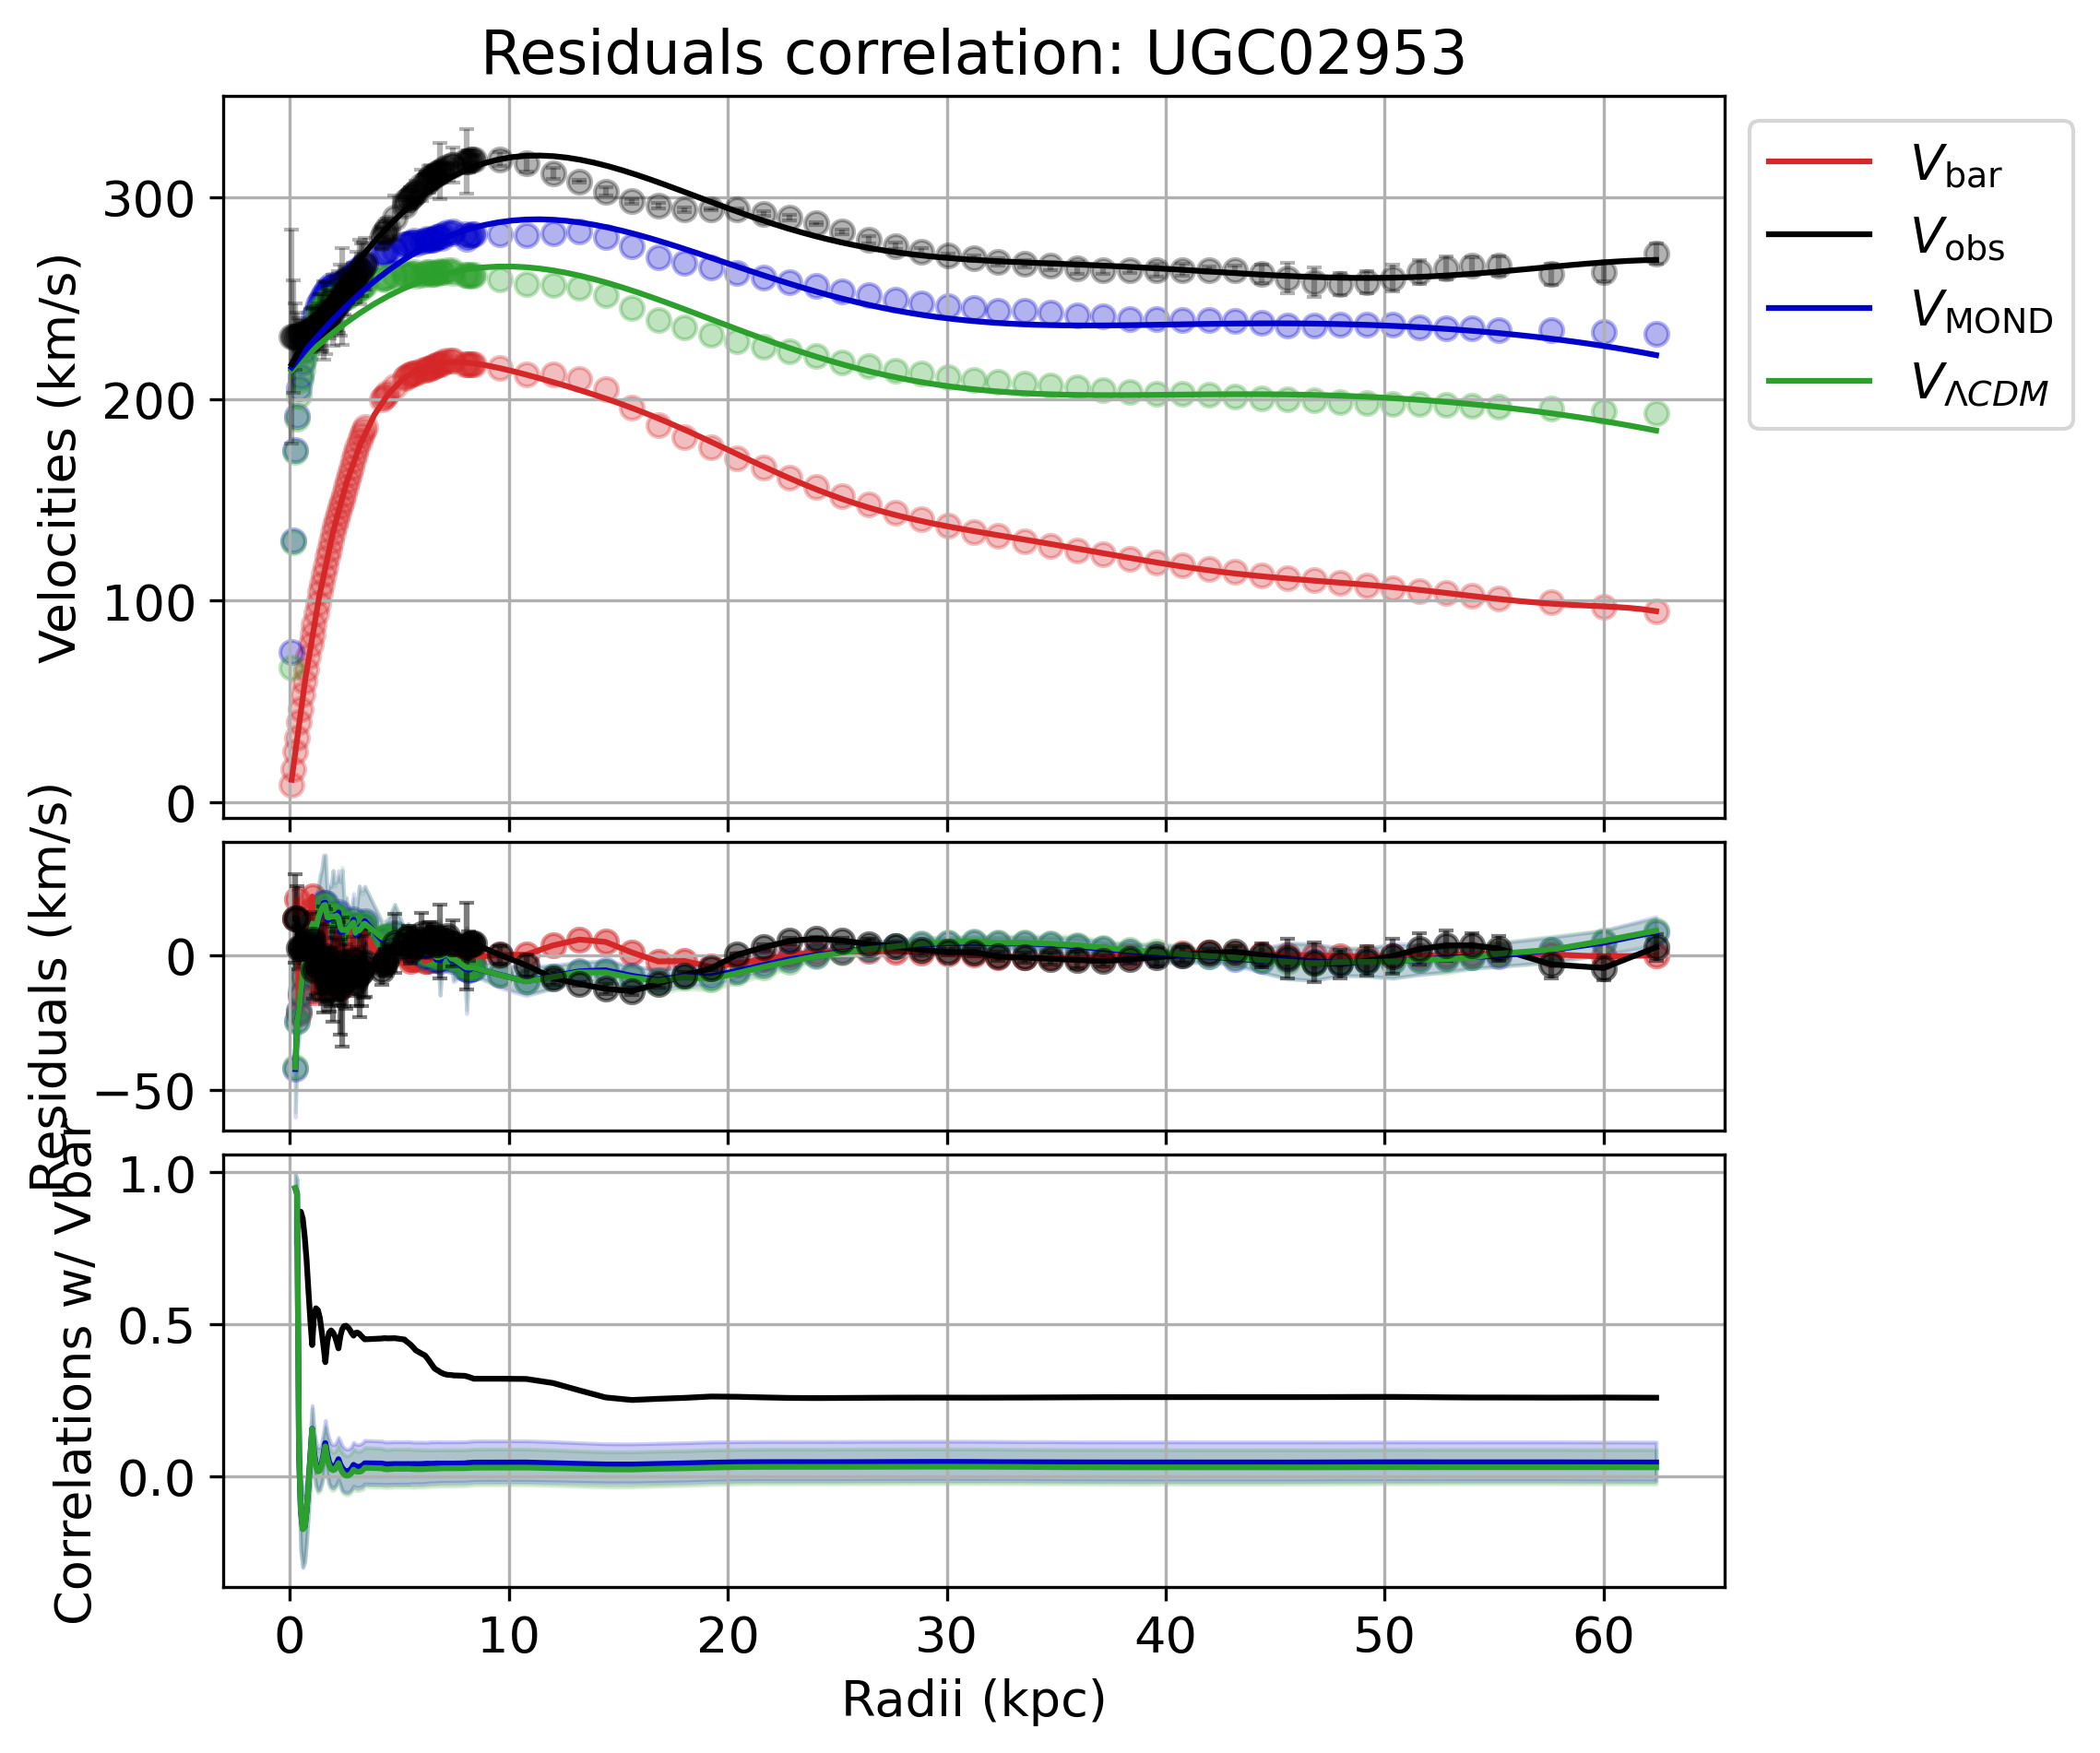 Residuals correlation: UGC02953
Velocities (km/s)
300
200
100
0
V_bar
V_obs
V_MOND
V_ΛCDM
Residuals (km/s)
0
−50
Correlations w/ Vbar
1.0
0.5
0.0
0 10 20 30 40 50 60
Radii (kpc)